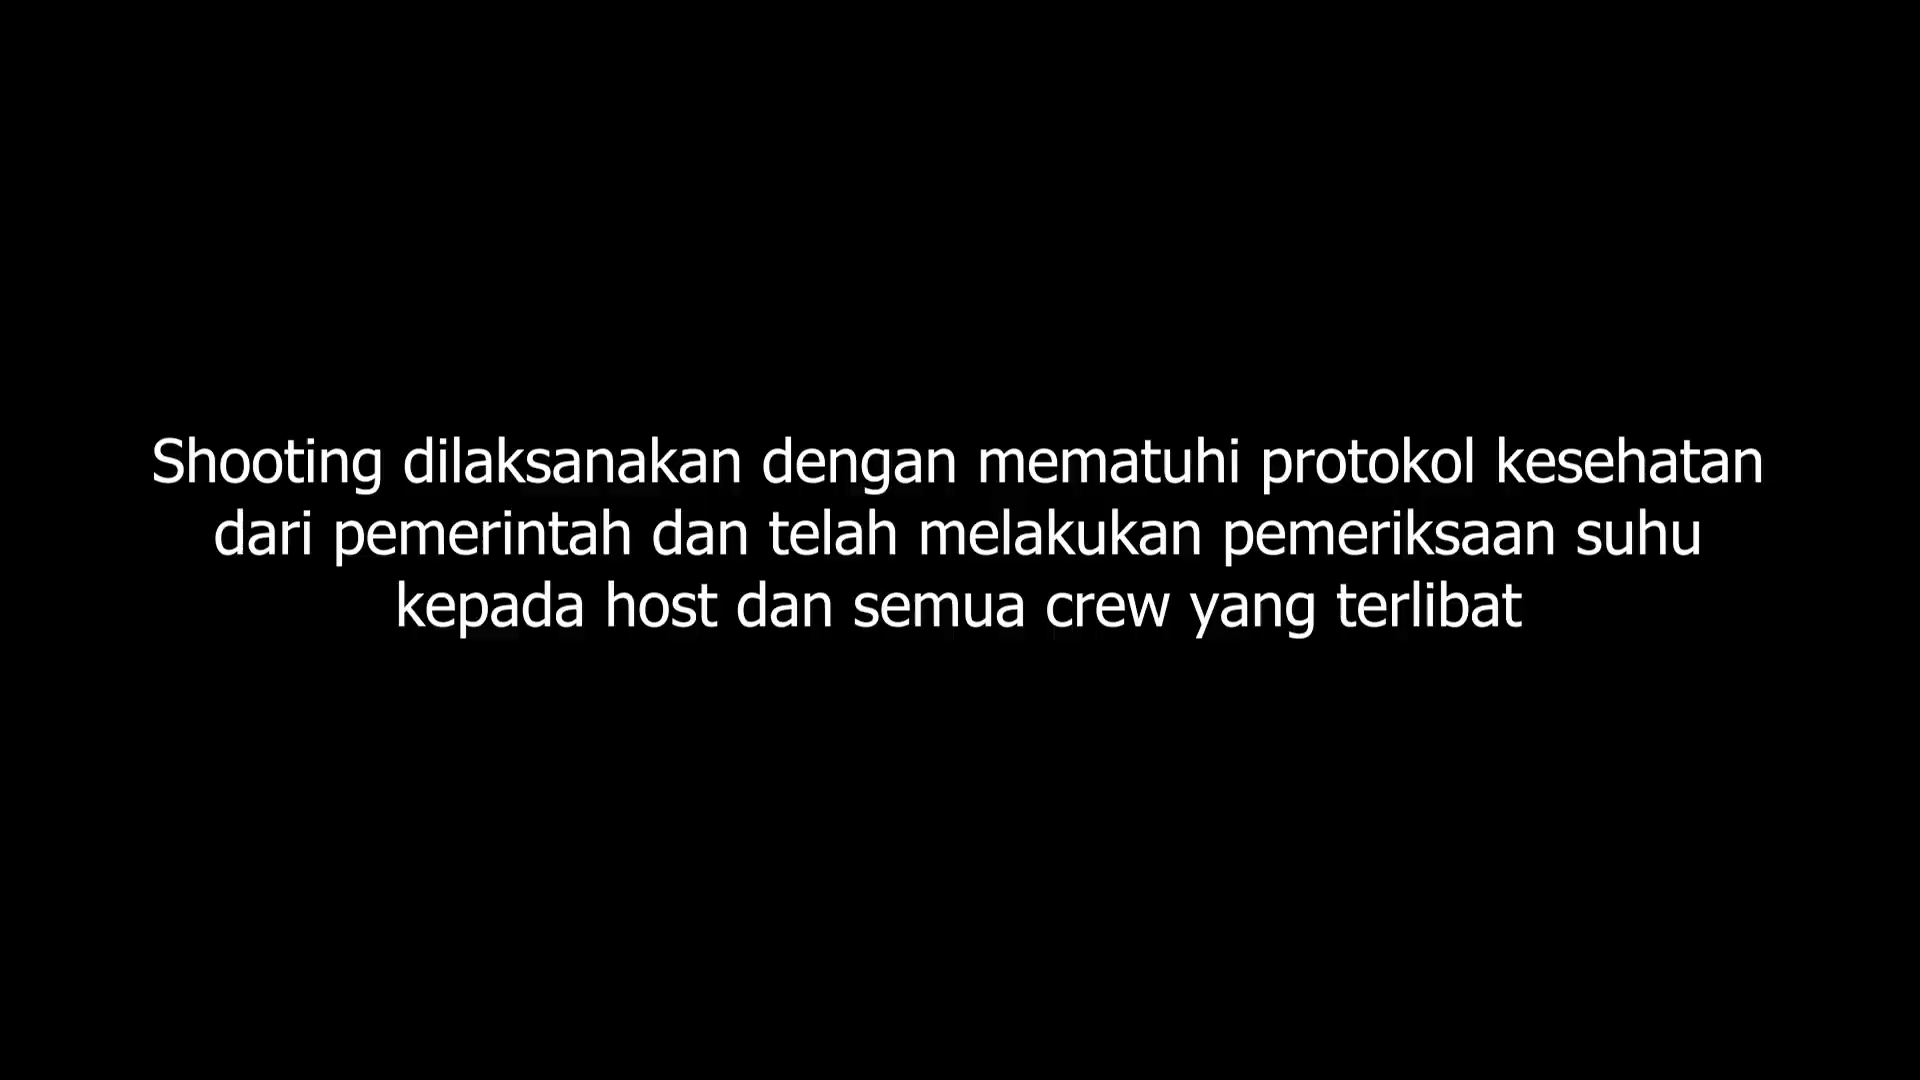 Shooting dilaksanakan dengan mematuhi protokol kesehatan
dari pemerintah dan telah melakukan pemeriksaan suhu
kepada host dan semua crew yang terlibat